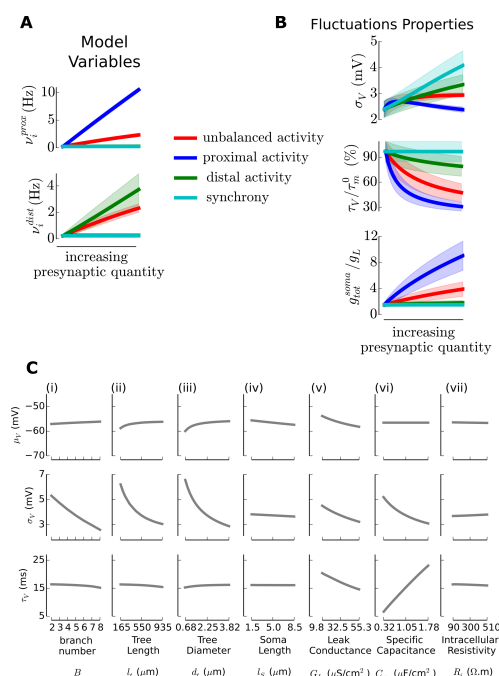 A
Model
Variables
ν_i^prox (Hz)
10
5
0
ν_i^dist (Hz)
4
2
0
increasing
presynaptic quantity
unbalanced activity
proximal activity
distal activity
synchrony
B
Fluctuations Properties
σ_V (mV)
5
4
3
2
τ_V/τ_m^0 (%)
90
60
30
g_tot^soma/g_L
12
8
4
0
increasing
presynaptic quantity
C
(i) (ii) (iii) (iv) (v) (vi) (vii)
μ_V (mV)
−50
−60
−70
σ_V (mV)
7
5
3
τ_V (ms)
25
15
5
2 3 4 5 6 7 8
165 550 935
0.68 2.25 3.82
1.5 5.0 8.5
9.8 32.5 55.3
0.32 1.05 1.78
90 300 510
branch
number
Tree
Length
Tree
Diameter
Soma
Length
Leak
Conductance
Specific
Capacitance
Intracellular
Resistivity
B l_t (μm) d_t (μm) l_S (μm) (μS/cm²) (μF/cm²) (Ω.m)